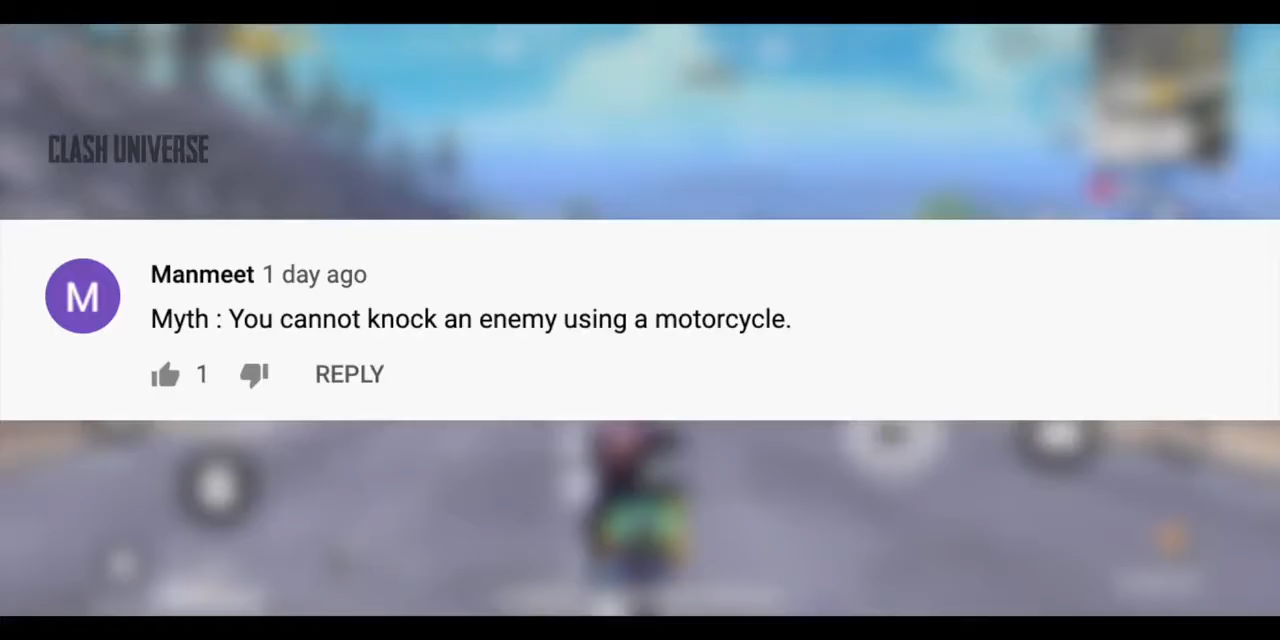 CLASH UNIVERSE
Manmeet 1 day ago
Myth : You cannot knock an enemy using a motorcycle.
1 REPLY